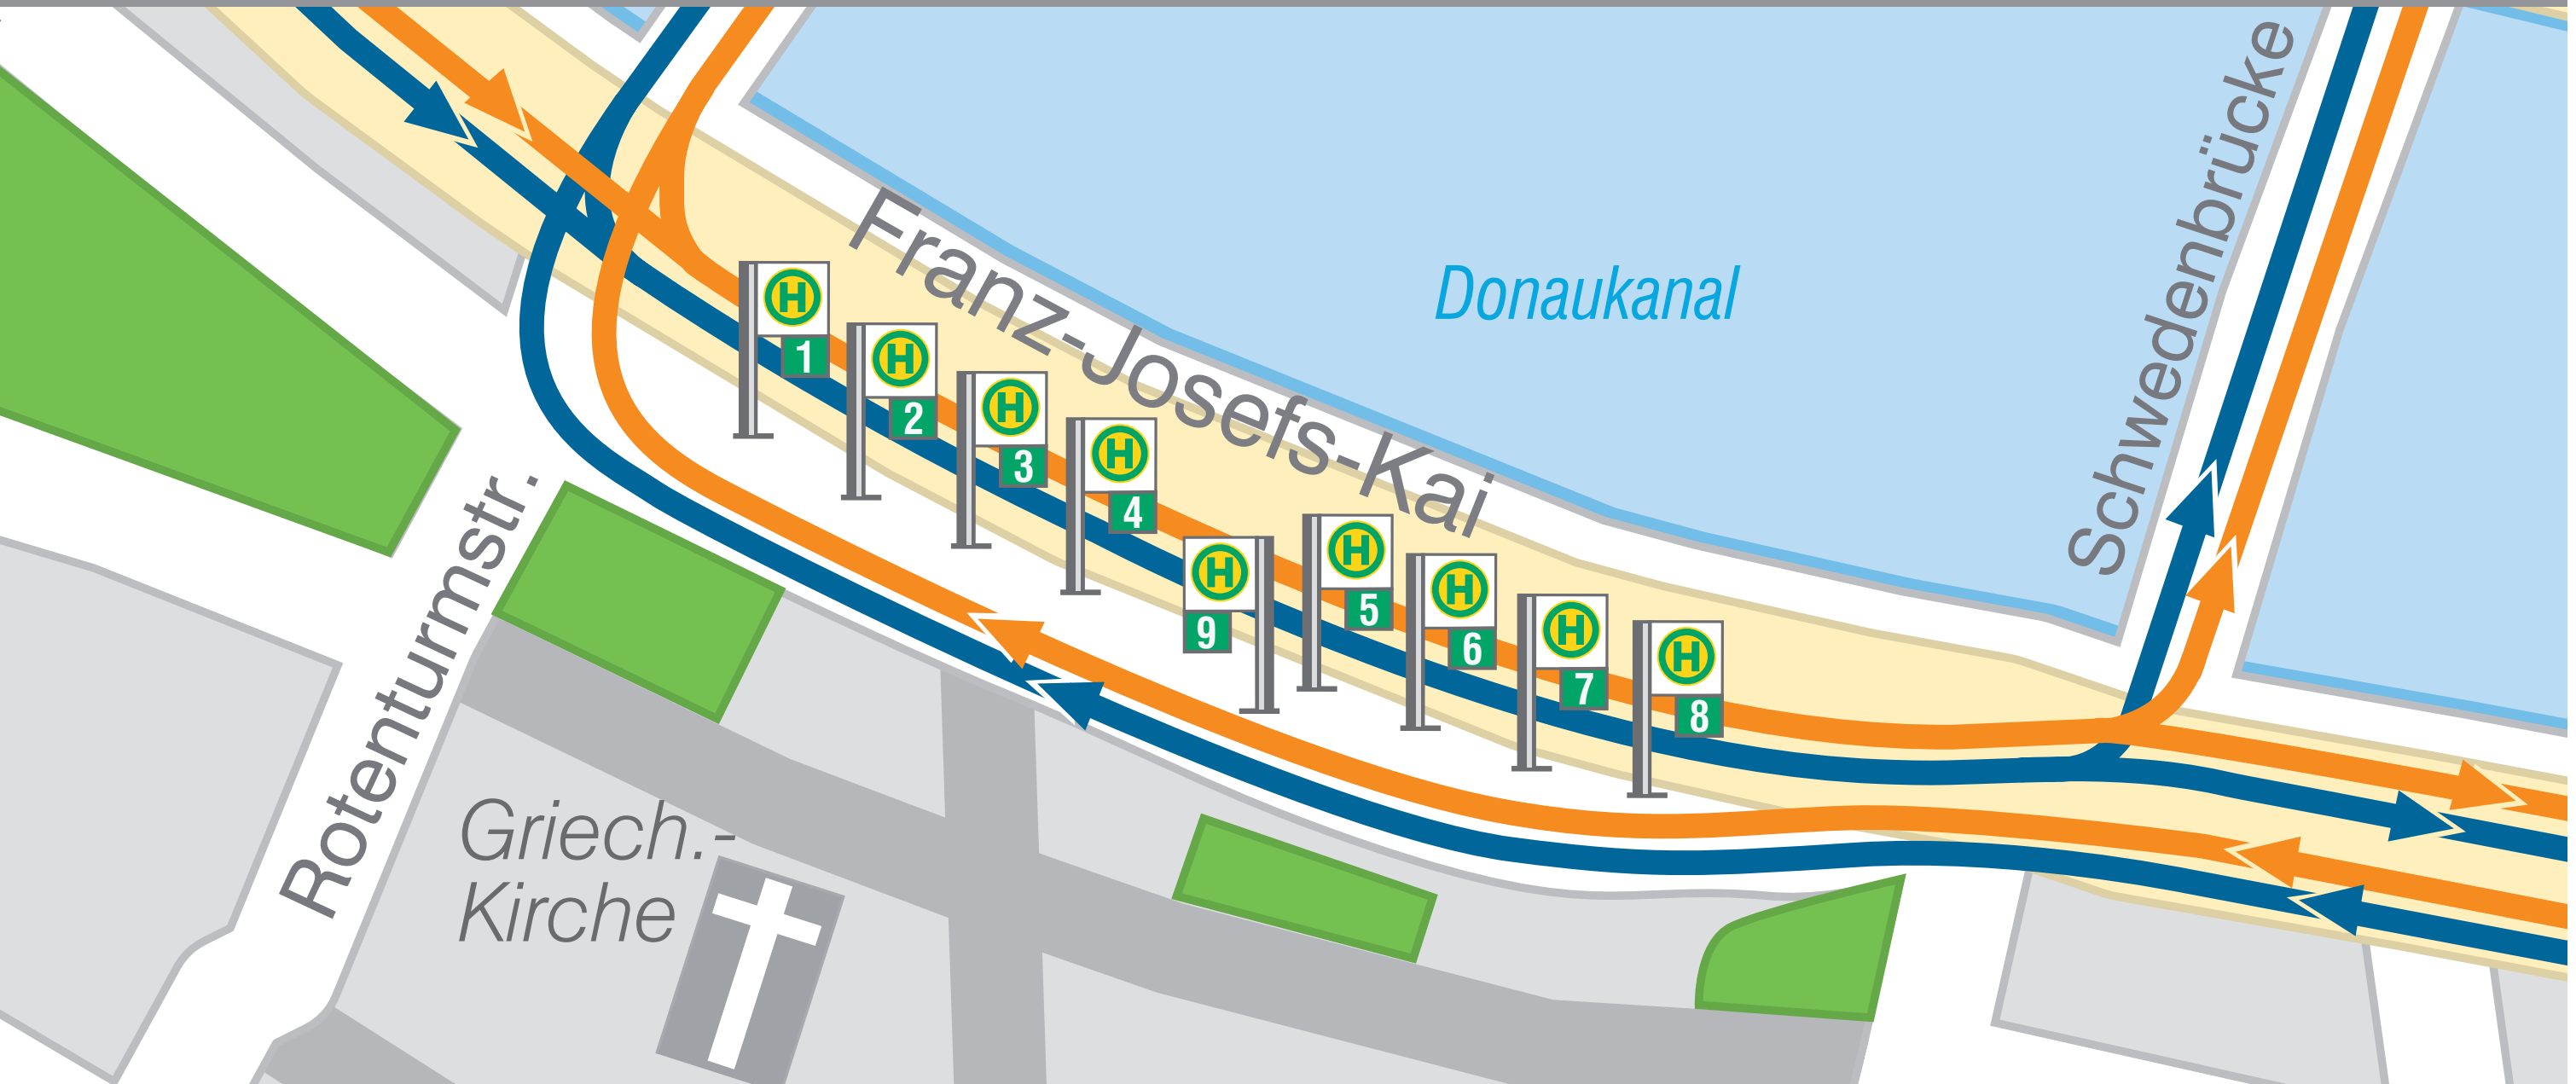 Franz-Josefs-Kai
Donaukanal
Schwedenbrücke
H
1
H
2
H
3
H
4
H
9
H
5
H
6
H
7
H
8
Rotenturmstr.
Griech.-
Kirche